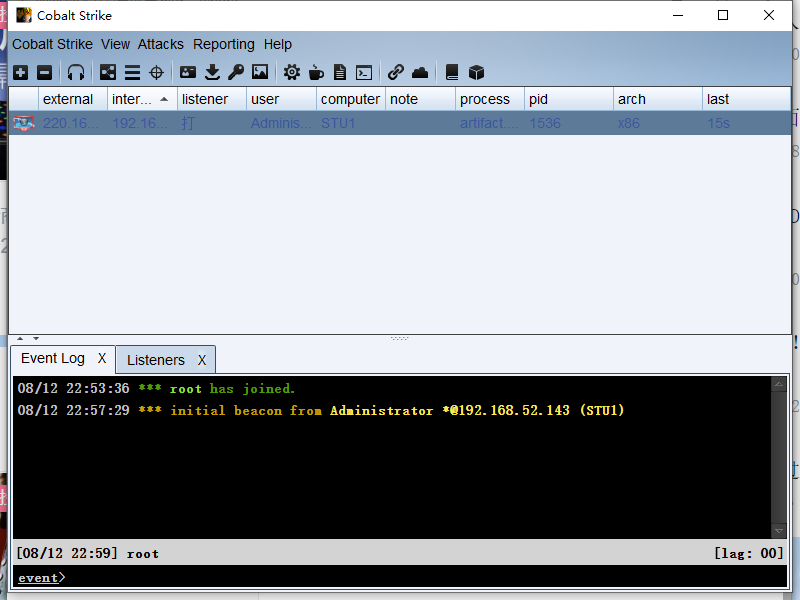 Cobalt Strike
Cobalt Strike View Attacks Reporting Help
external inter... listener user computer note process pid arch last
220.16... 192.16... 打 Adminis... STU1 artifact.... 1536 x86 15s
Event Log X Listeners X
08/12 22:53:36 *** root has joined.
08/12 22:57:29 *** initial beacon from Administrator *@192.168.52.143 (STU1)
[08/12 22:59] root [lag: 00]
event>